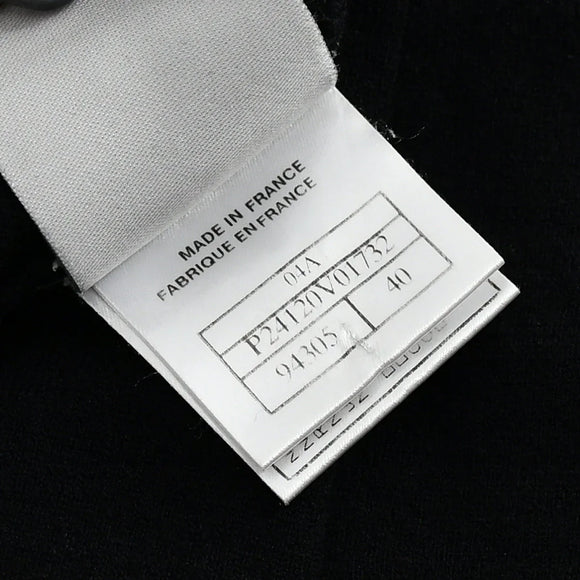 MADE IN FRANCE
FABRIQUE EN FRANCE
04A
P24120V01732
94305 40